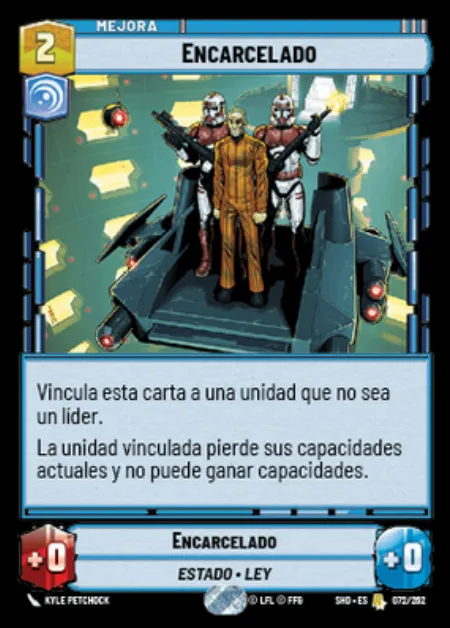 MEJORA
2
ENCARCELADO
Vincula esta carta a una unidad que no sea
un líder.
La unidad vinculada pierde sus capacidades
actuales y no puede ganar capacidades.
+0
ENCARCELADO
+0
ESTADO • LEY
KYLE PETCHOCK
© LFL © FFG
SHD • ES
072/262